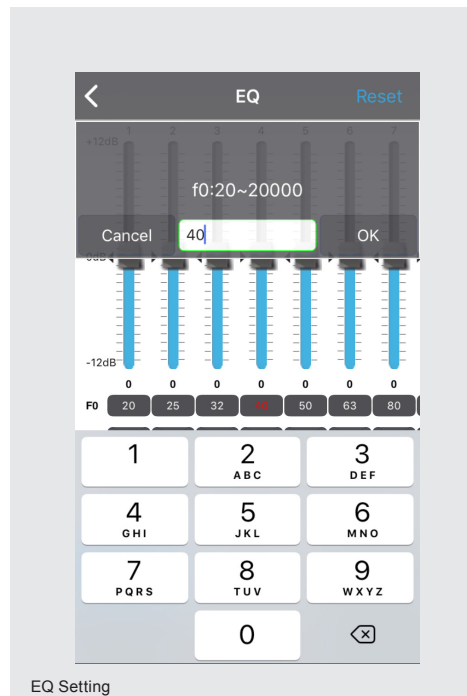 EQ Reset
1 2 3 4 5 6 7
+12dB
f0:20~20000
Cancel 40 OK
0dB
-12dB
0 0 0 0 0 0 0
F0 20 25 32 40 50 63 80
1 2 3
ABC DEF
4 5 6
GHI JKL MNO
7 8 9
PQRS TUV WXYZ
0
EQ Setting